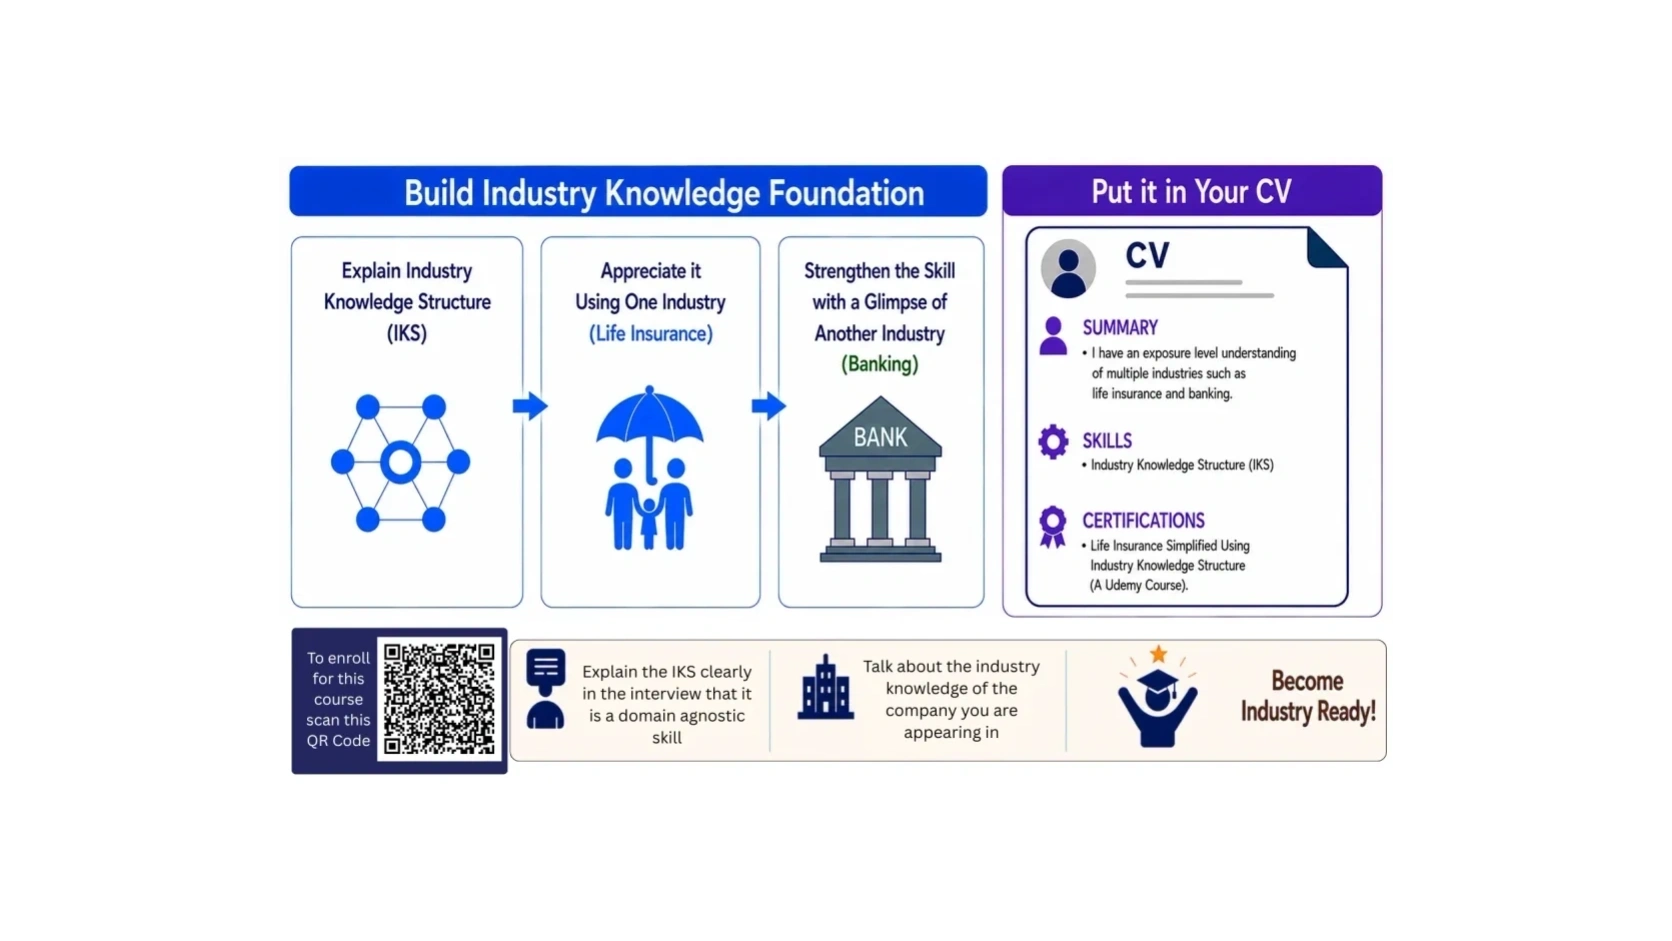 Build Industry Knowledge Foundation
Put it in Your CV
Explain Industry
Knowledge Structure
(IKS)
Appreciate it
Using One Industry
(Life Insurance)
Strengthen the Skill
with a Glimpse of
Another Industry
(Banking)
BANK
CV
SUMMARY
• I have an exposure level understanding
of multiple industries such as
life insurance and banking.
SKILLS
• Industry Knowledge Structure (IKS)
CERTIFICATIONS
• Life Insurance Simplified Using
Industry Knowledge Structure
(A Udemy Course).
To enroll
for this
course
scan this
QR Code
Explain the IKS clearly
in the interview that it
is a domain agnostic
skill
Talk about the industry
knowledge of the
company you are
appearing in
Become
Industry Ready!